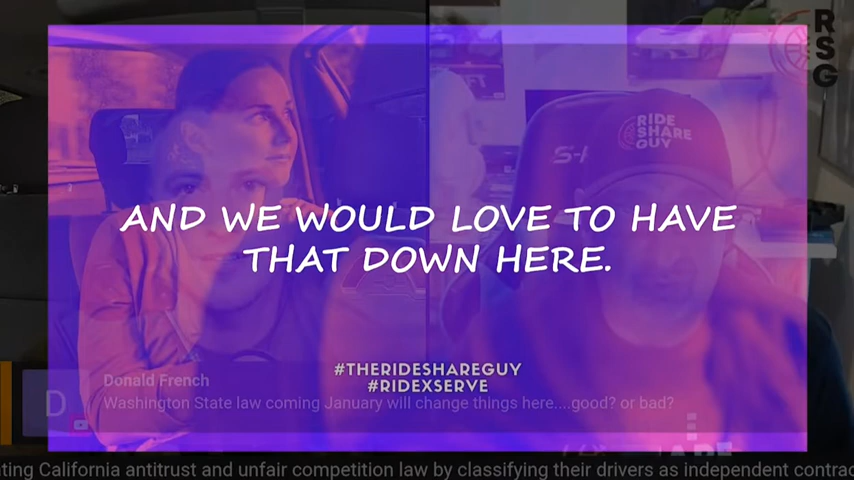 RSG
RIDE
SHARE
GUY
AND WE WOULD LOVE TO HAVE
THAT DOWN HERE.
#THERIDESHAREGUY
#RIDEXSERVE
D
Donald French
Washington State law coming January will change things here....good? or bad?
California antitrust and unfair competition law by classifying their drivers as independent